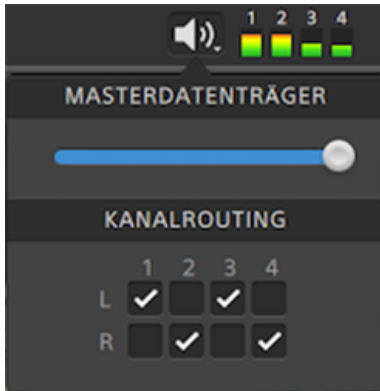 1 2 3 4
MASTERDATENTRÄGER
KANALROUTING
1 2 3 4
L
R